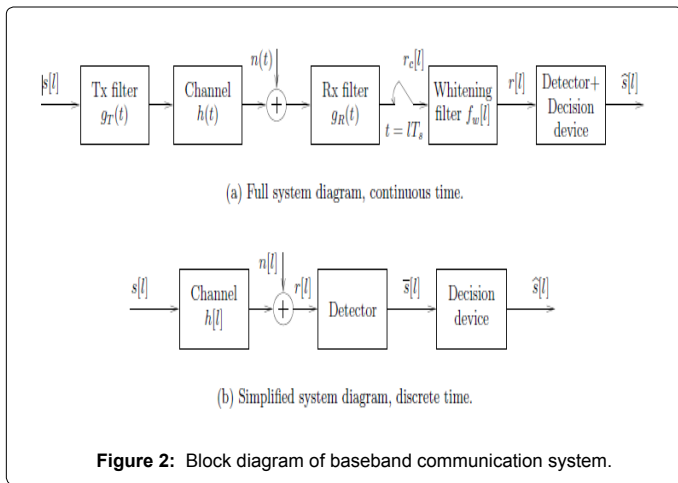 s[l]
Tx filter
g_T(t)
Channel
h(t)
n(t)
+
Rx filter
g_R(t)
r_c[l]
t = lT_s
Whitening
filter f_w[l]
r[l]
Detector+
Decision
device
ŝ[l]
(a) Full system diagram, continuous time.
s[l]
Channel
h[l]
n[l]
+
r[l]
Detector
s̅[l]
Decision
device
ŝ[l]
(b) Simplified system diagram, discrete time.
Figure 2: Block diagram of baseband communication system.